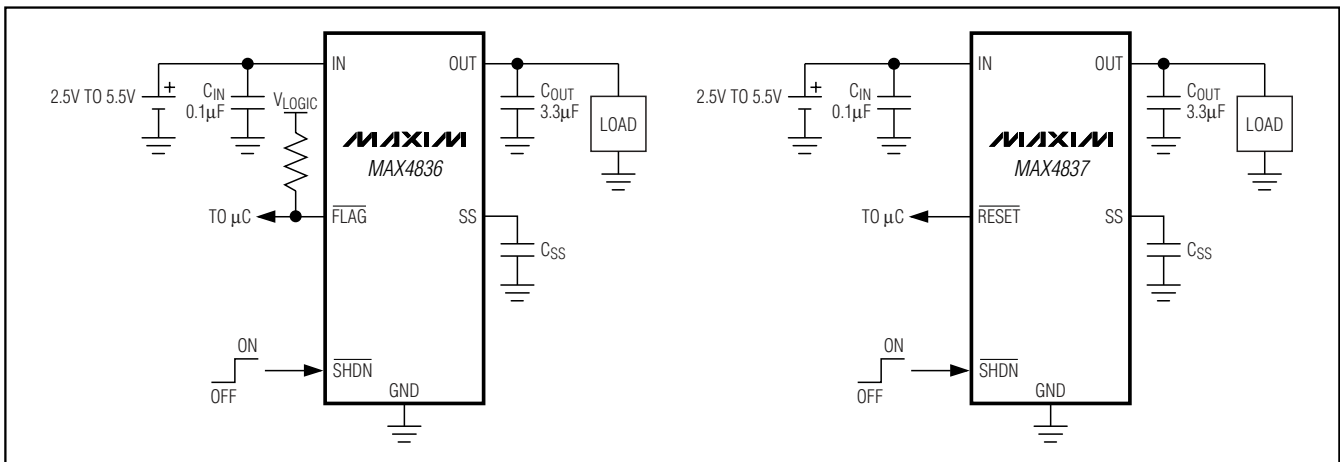 IN
OUT
2.5V TO 5.5V
+
CIN
0.1µF
VLOGIC
COUT
3.3µF
LOAD
MAXIM
MAX4836
TO µC
FLAG
SS
CSS
ON
OFF
SHDN
GND
IN
OUT
2.5V TO 5.5V
+
CIN
0.1µF
COUT
3.3µF
LOAD
MAXIM
MAX4837
TO µC
RESET
SS
CSS
ON
OFF
SHDN
GND